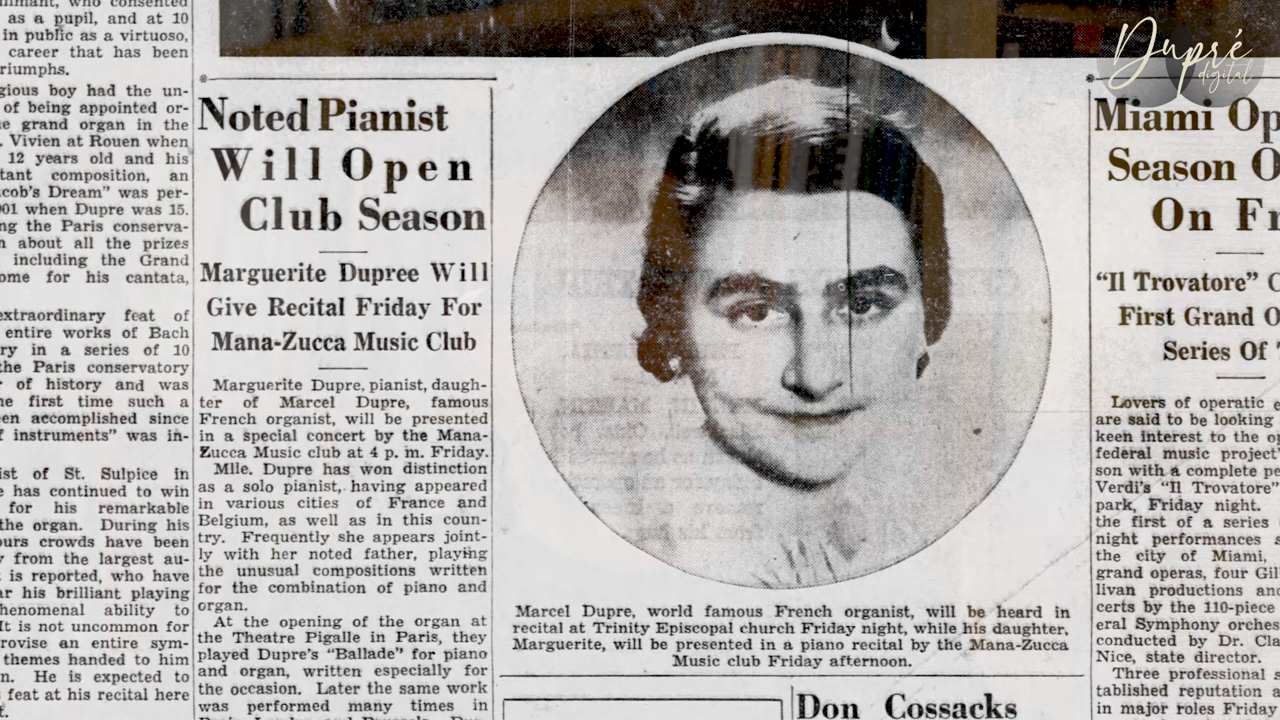 Dupré
digital
as a pupil, and at 10
in public as a virtuoso,
career that has been
riumphs.
gious boy had the un-
of being appointed or-
e grand organ in the
. Vivien at Rouen when
12 years old and his
tant composition, an
cob's Dream" was per-
01 when Dupre was 15.
ng the Paris conserva-
n about all the prizes
including the Grand
ome for his cantata,
extraordinary feat of
entire works of Bach
ry in a series of 10
the Paris conservatory
r of history and was
ne first time such a
en accomplished since
f instruments" was in-
ist of St. Sulpice in
e has continued to win
for his remarkable
the organ. During his
ours crowds have been
y from the largest au-
t is reported, who have
ar his brilliant playing
henomenal ability to
It is not uncommon for
rovise an entire sym-
themes handed to him
n. He is expected to
feat at his recital here
t.
Noted Pianist
Will Open
Club Season
Marguerite Dupree Will
Give Recital Friday For
Mana-Zucca Music Club
Marguerite Dupre, pianist, daugh-
ter of Marcel Dupre, famous
French organist, will be presented
in a special concert by the Mana-
Zucca Music club at 4 p. m. Friday.
Mlle. Dupre has won distinction
as a solo pianist, having appeared
in various cities of France and
Belgium, as well as in this coun-
try. Frequently she appears joint-
ly with her noted father, playing
the unusual compositions written
for the combination of piano and
organ.
At the opening of the organ at
the Theatre Pigalle in Paris, they
played Dupre's "Ballade" for piano
and organ, written especially for
the occasion. Later the same work
was performed many times in
Marcel Dupre, world famous French organist, will be heard in
recital at Trinity Episcopal church Friday night, while his daughter,
Marguerite, will be presented in a piano recital by the Mana-Zucca
Music club Friday afternoon.
Don Cossacks
Miami Op
Season O
On Fr
"Il Trovatore" C
First Grand O
Series Of
Lovers of operatic e
are said to be looking
keen interest to the op
federal music project'
son with a complete pe
Verdi's "Il Trovatore"
park, Friday night.
the first of a series
night performances s
the city of Miami,
grand operas, four Gil
livan productions and
certs by the 110-piece
eral Symphony orches
conducted by Dr. Cla
Nice, state director.
Three professional s
tablished reputation a
in major roles Friday